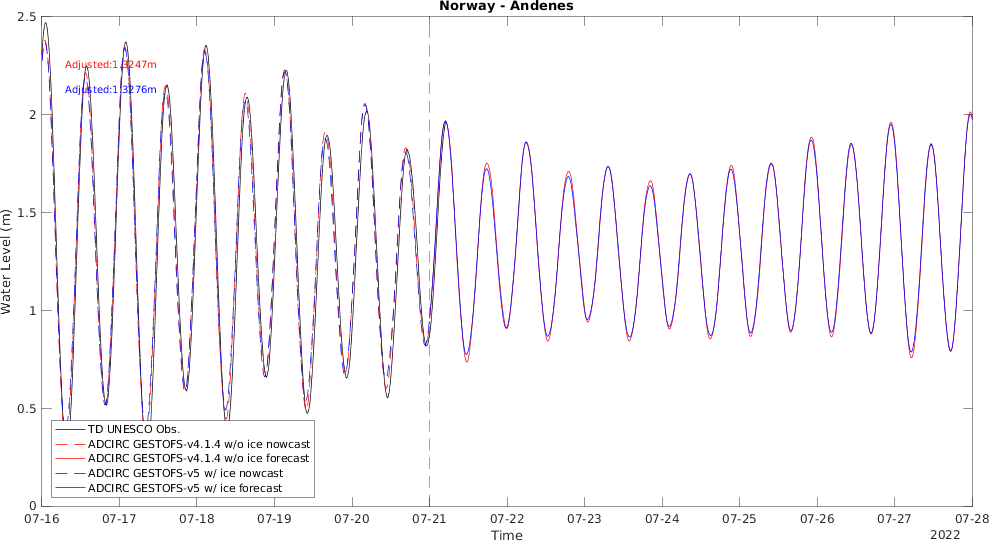 Norway - Andenes
2.5
Adjusted:1.3247m
Adjusted:1.3276m
2
1.5
Water Level (m)
1
0.5
TD UNESCO Obs.
ADCIRC GESTOFS-v4.1.4 w/o ice nowcast
ADCIRC GESTOFS-v4.1.4 w/o ice forecast
ADCIRC GESTOFS-v5 w/ ice nowcast
ADCIRC GESTOFS-v5 w/ ice forecast
0
07-16 07-17 07-18 07-19 07-20 07-21 07-22 07-23 07-24 07-25 07-26 07-27 07-28
Time
2022